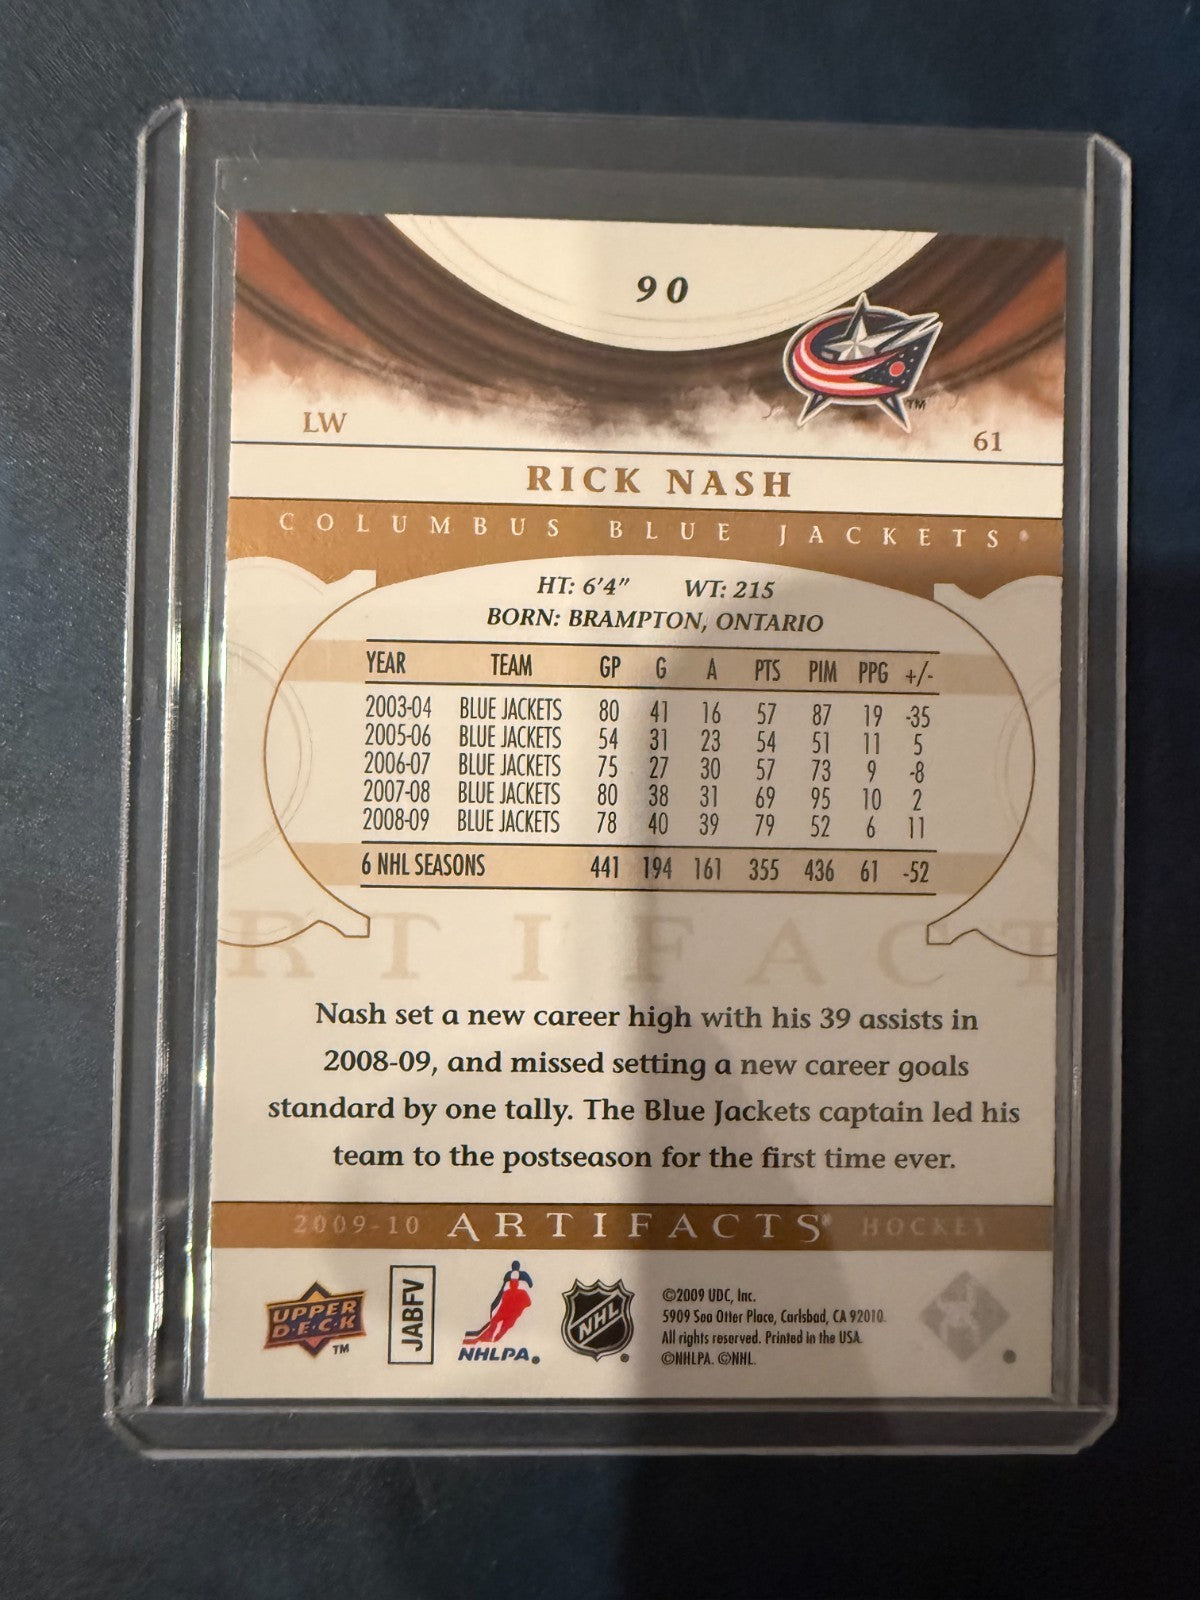 90
TM
LW
61
RICK NASH
COLUMBUS BLUE JACKETS
HT: 6'4" WT: 215
BORN: BRAMPTON, ONTARIO
YEAR TEAM GP G A PTS PIM PPG +/-
2003-04 BLUE JACKETS 80 41 16 57 87 19 -35
2005-06 BLUE JACKETS 54 31 23 54 51 11 5
2006-07 BLUE JACKETS 75 27 30 57 73 9 -8
2007-08 BLUE JACKETS 80 38 31 69 95 10 2
2008-09 BLUE JACKETS 78 40 39 79 52 6 11
6 NHL SEASONS 441 194 161 355 436 61 -52
ARTIFACT
Nash set a new career high with his 39 assists in
2008-09, and missed setting a new career goals
standard by one tally. The Blue Jackets captain led his
team to the postseason for the first time ever.
2009-10 ARTIFACTS® HOCKEY
UPPER
DECK
TM
JABFV
NHLPA®
NHL
©2009 UDC, Inc.
5909 Sea Otter Place, Carlsbad, CA 92010.
All rights reserved. Printed in the USA.
©NHLPA. ©NHL.